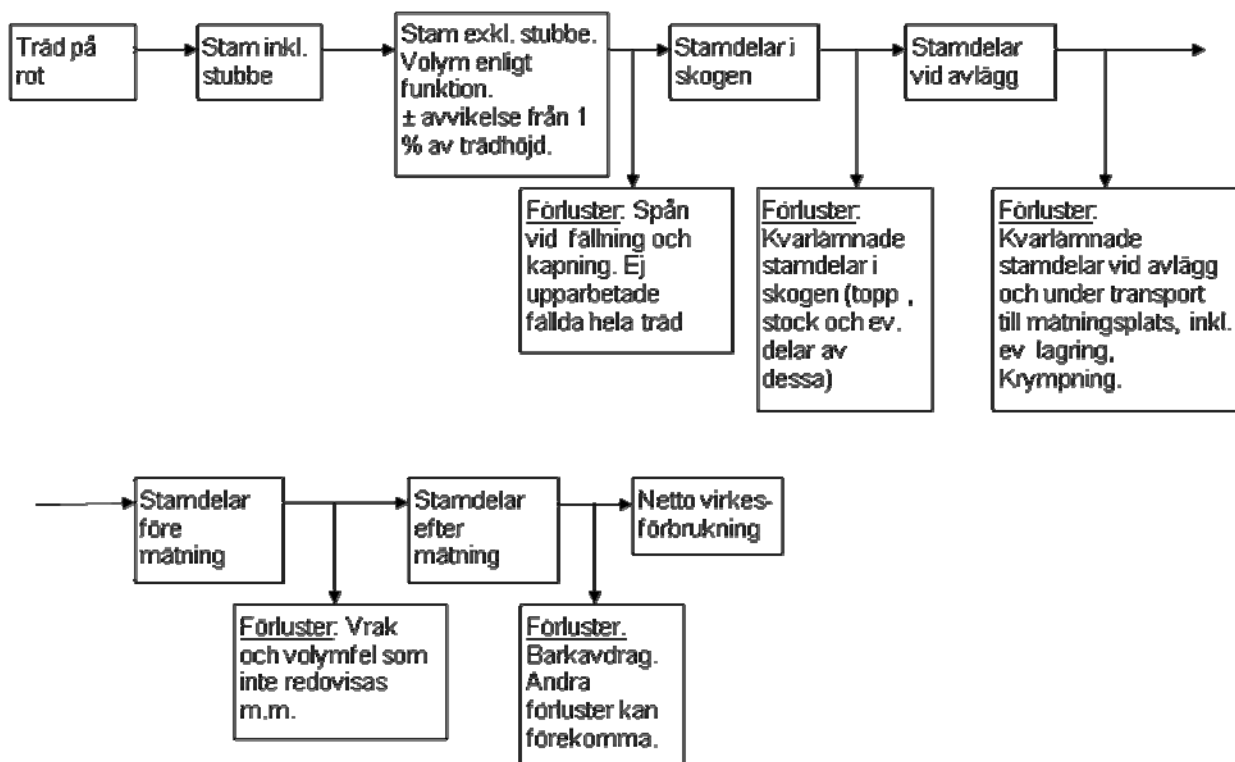 Träd på
rot
Stam inkl.
stubbe
Stam exkl. stubbe.
Volym enligt
funktion.
± avvikelse från 1
% av trädhöjd.
Stamdelar i
skogen
Stamdelar
vid avlägg
Förluster: Spån
vid fällning och
kapning. Ej
upparbetade
fällda hela träd
Förluster:
Kvarlämnade
stamdelar i
skogen (topp ,
stock och ev.
delar av
dessa)
Förluster:
Kvarlämnade
stamdelar vid avlägg
och under transport
till mätningsplats, inkl.
ev lagring,
Krympning.
Stamdelar
före
mätning
Stamdelar
efter
mätning
Netto virkes-
förbrukning
Förluster: Vrak
och volymfel som
inte redovisas
m.m.
Förluster.
Barkavdrag.
Andra
förluster kan
förekomma.